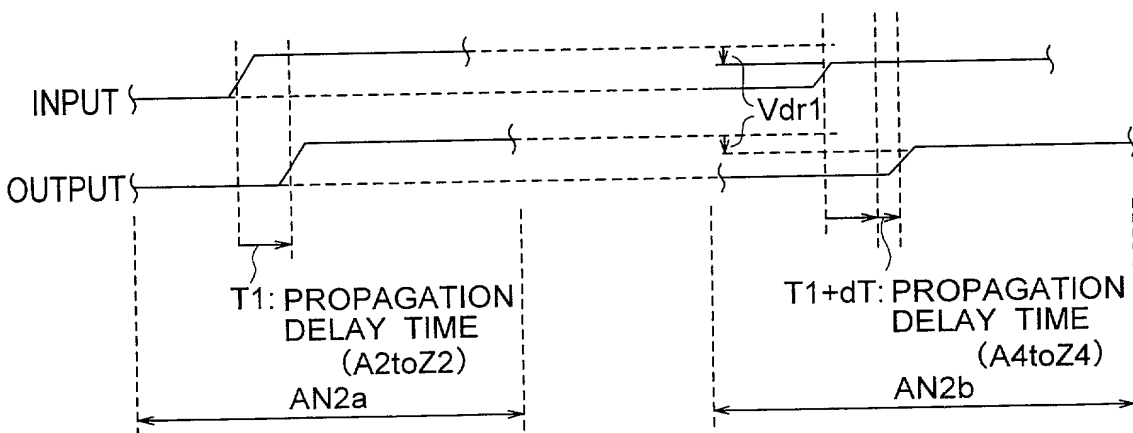 INPUT
Vdr1
OUTPUT
T1: PROPAGATION
DELAY TIME
(A2toZ2)
AN2a
T1+dT: PROPAGATION
DELAY TIME
(A4toZ4)
AN2b